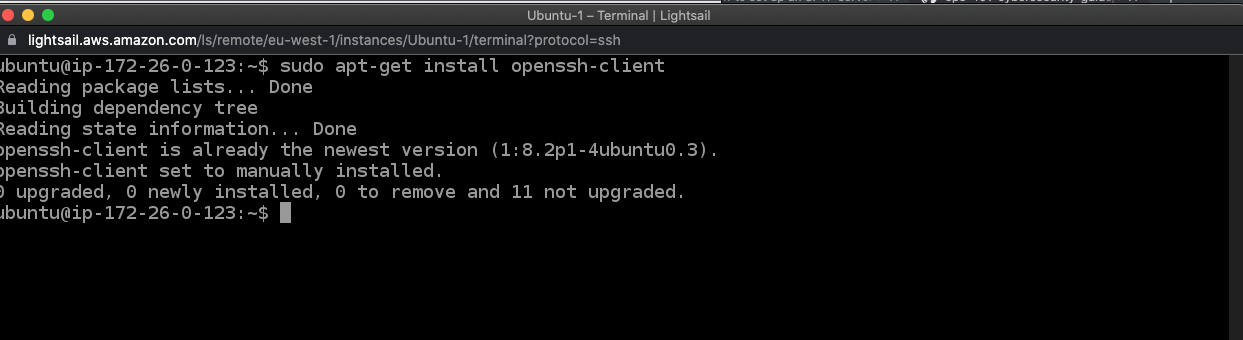 Ubuntu-1 – Terminal | Lightsail
lightsail.aws.amazon.com/ls/remote/eu-west-1/instances/Ubuntu-1/terminal?protocol=ssh
ubuntu@ip-172-26-0-123:~$ sudo apt-get install openssh-client
Reading package lists... Done
Building dependency tree
Reading state information... Done
openssh-client is already the newest version (1:8.2p1-4ubuntu0.3).
openssh-client set to manually installed.
0 upgraded, 0 newly installed, 0 to remove and 11 not upgraded.
ubuntu@ip-172-26-0-123:~$